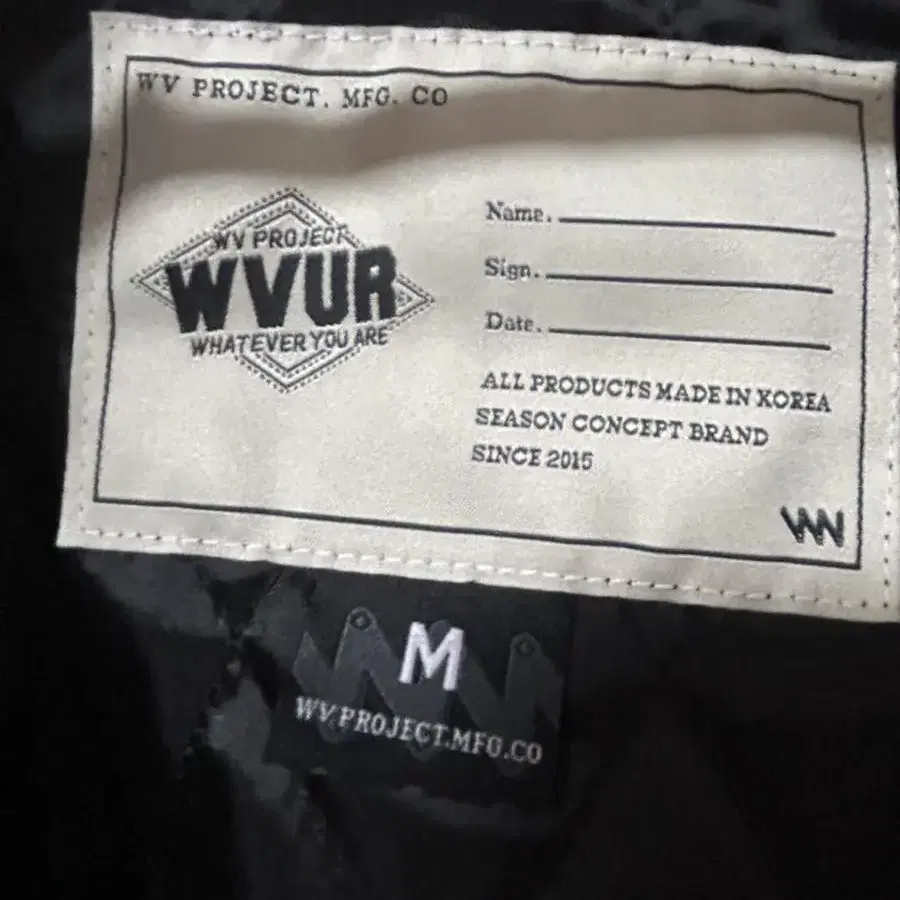 WV PROJECT. MFG. CO
WV PROJECT
WVUR
WHATEVER YOU ARE
Name.
Sign.
Date.
ALL PRODUCTS MADE IN KOREA
SEASON CONCEPT BRAND
SINCE 2015
M
WV.PROJECT.MFG.CO